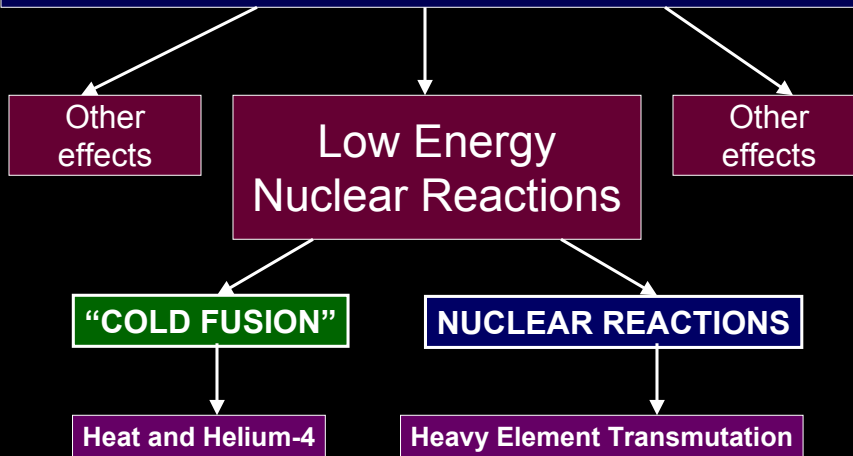 Other
effects
Low Energy
Nuclear Reactions
Other
effects
“COLD FUSION”
NUCLEAR REACTIONS
Heat and Helium-4
Heavy Element Transmutation